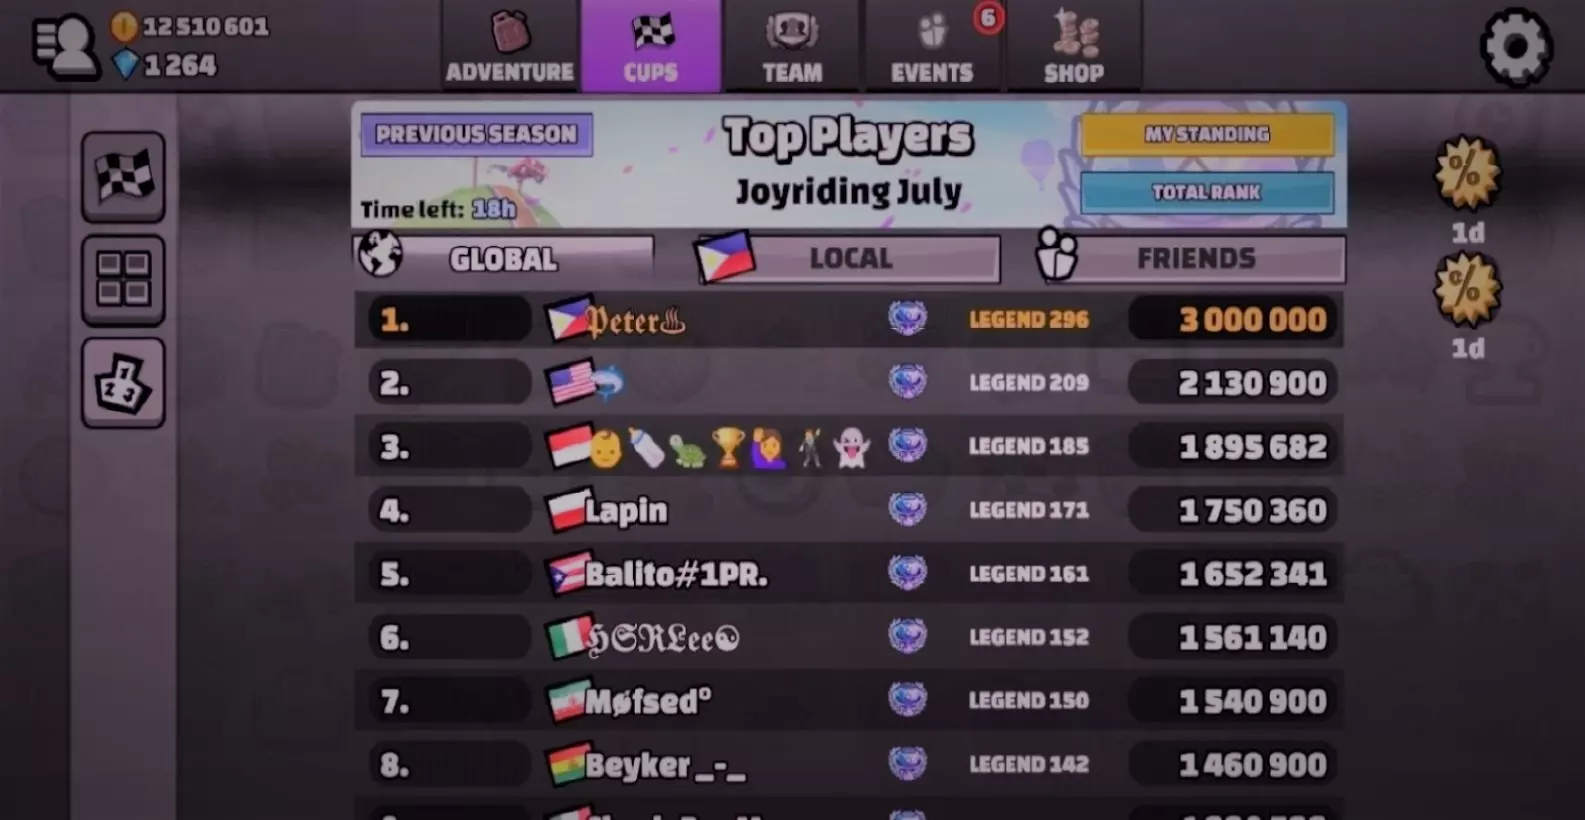 12 510 601
1 264
ADVENTURE
CUPS
TEAM
EVENTS
6
SHOP
PREVIOUS SEASON
Top Players
MY STANDING
Joyriding July
TOTAL RANK
Time left: 18h
GLOBAL
LOCAL
FRIENDS
1d
1d
1. 𝕻eter♨ LEGEND 296 3 000 000
2. 🦈 LEGEND 209 2 130 900
3. 👶🍼🐢🏆🙋‍♀️🕺👻 LEGEND 185 1 895 682
4. Lapin LEGEND 171 1 750 360
5. Balito#1PR. LEGEND 161 1 652 341
6. ℌ𝔖ℜ𝔏ee☯ LEGEND 152 1 561 140
7. Møfsedº LEGEND 150 1 540 900
8. Beyker_-_ LEGEND 142 1 460 900